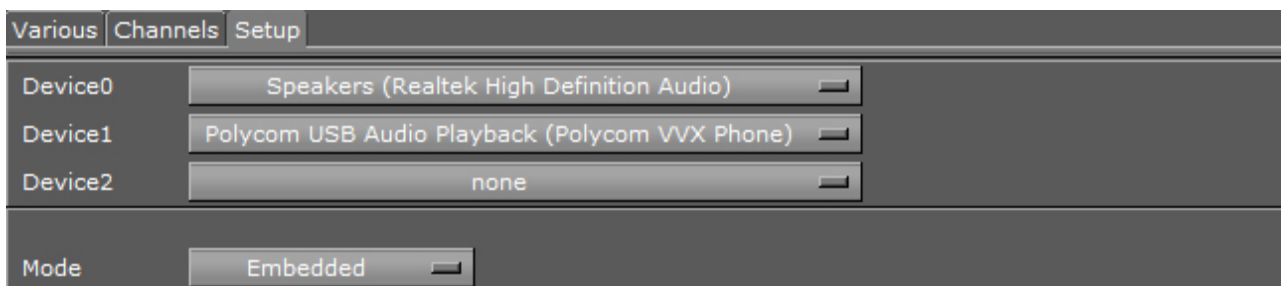 Various Channels Setup
Device0 Speakers (Realtek High Definition Audio)
Device1 Polycom USB Audio Playback (Polycom VVX Phone)
Device2 none
Mode Embedded